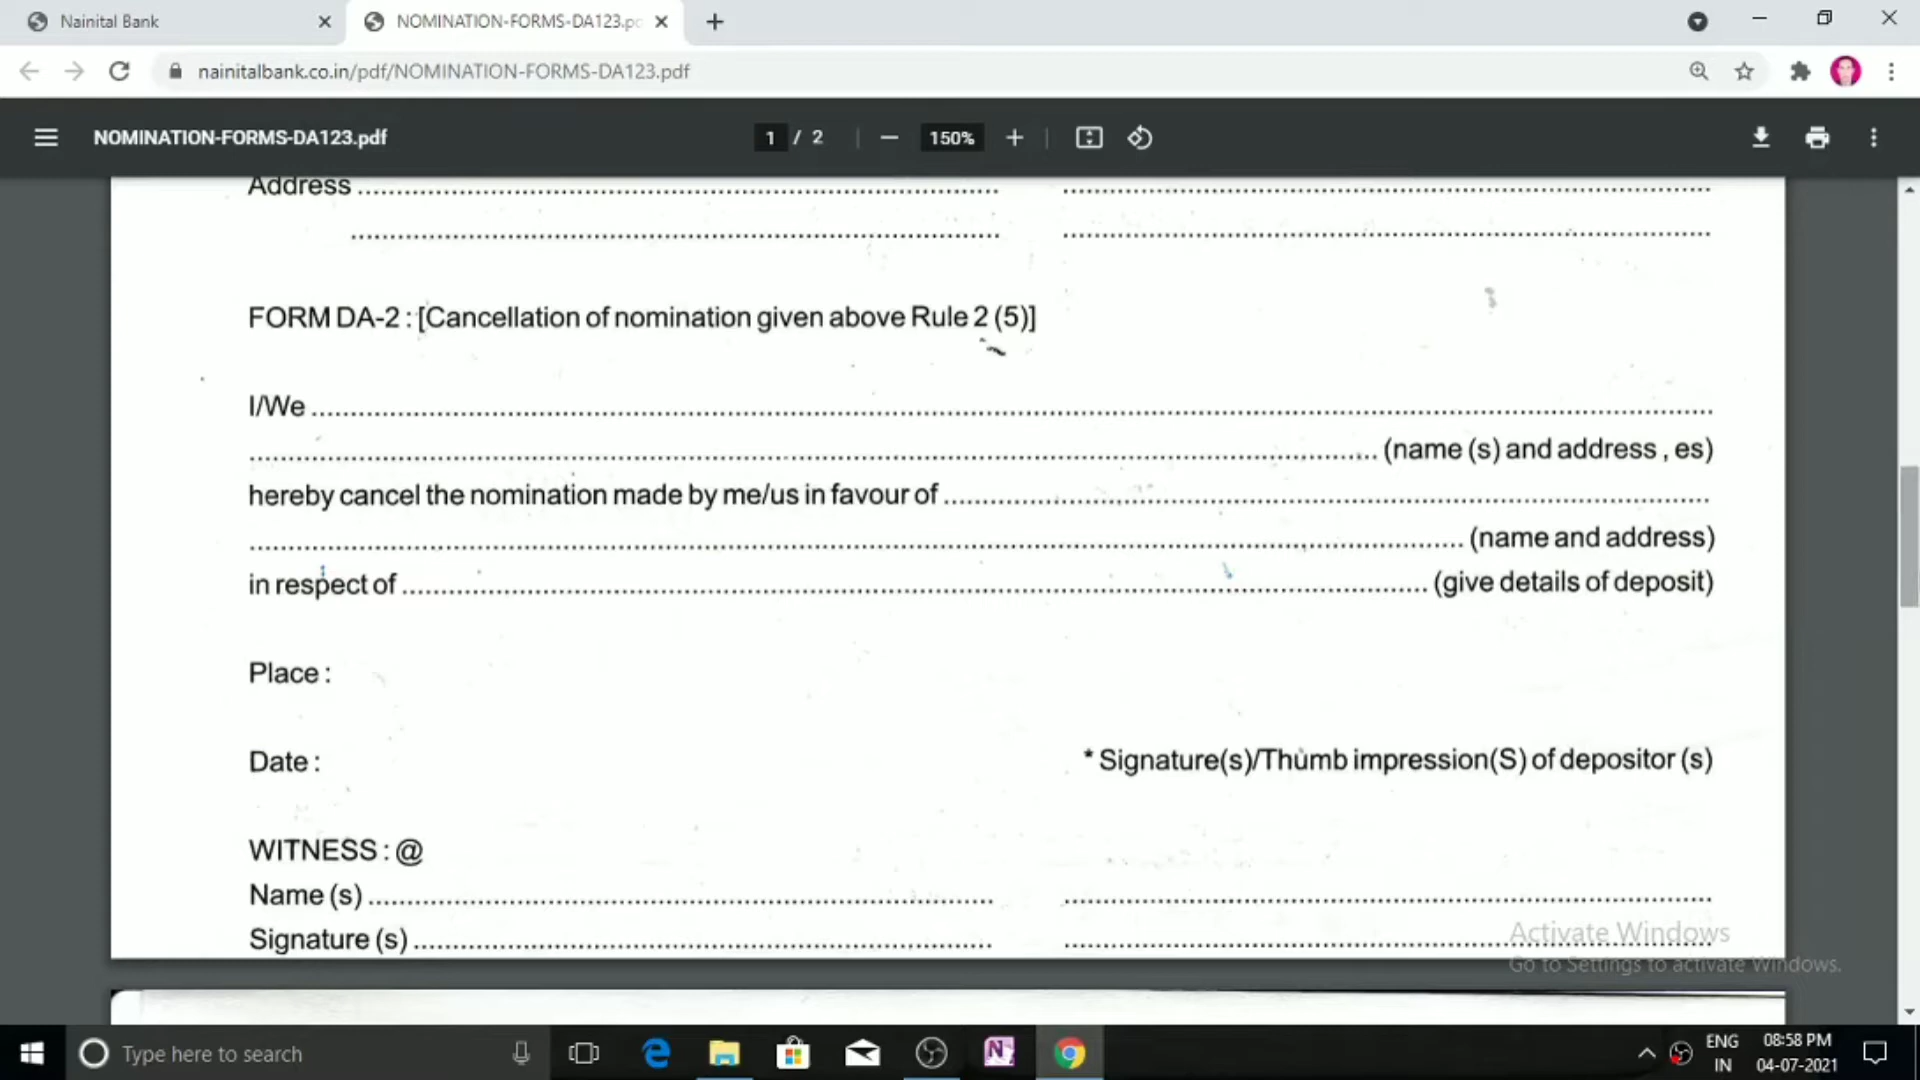 Nainital Bank
NOMINATION-FORMS-DA123.pd
nainitalbank.co.in/pdf/NOMINATION-FORMS-DA123.pdf
NOMINATION-FORMS-DA123.pdf
1 / 2
150%
Address ........................................
FORM DA-2 : [Cancellation of nomination given above Rule 2 (5)]
I/We ........................................
........................................ (name (s) and address , es)
hereby cancel the nomination made by me/us in favour of ........................................
........................................ (name and address)
in respect of ........................................ (give details of deposit)
Place :
Date :
* Signature(s)/Thumb impression(S) of depositor (s)
WITNESS : @
Name (s) ........................................
Signature (s) ........................................
Activate Windows
Go to Settings to activate Windows.
Type here to search
ENG
IN
08:58 PM
04-07-2021